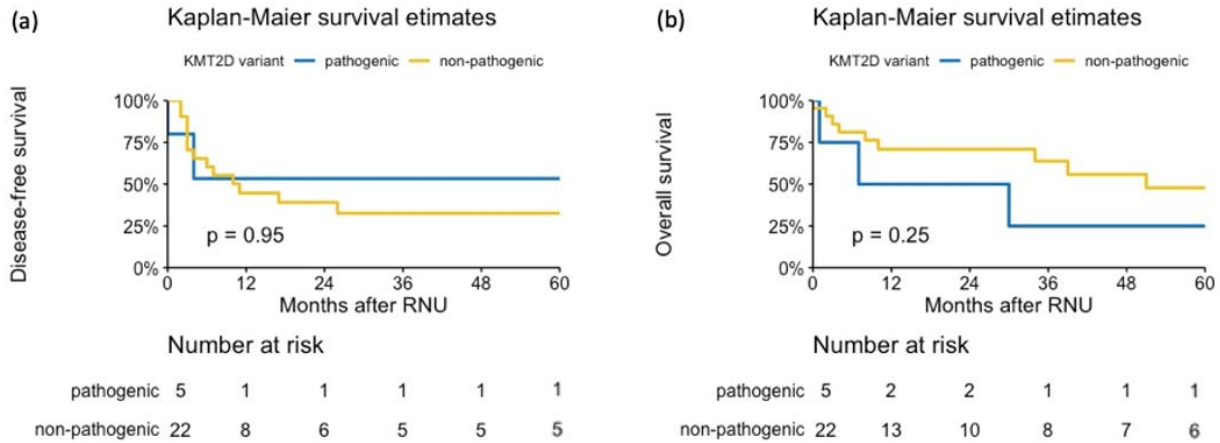 (a)
Kaplan-Maier survival etimates
KMT2D variant pathogenic non-pathogenic
Disease-free survival
100%
75%
50%
25%
0%
p = 0.95
0 12 24 36 48 60
Months after RNU
Number at risk
pathogenic 5 1 1 1 1 1
non-pathogenic 22 8 6 5 5 5
(b)
Kaplan-Maier survival etimates
KMT2D variant pathogenic non-pathogenic
Overall survival
100%
75%
50%
25%
0%
p = 0.25
0 12 24 36 48 60
Months after RNU
Number at risk
pathogenic 5 2 2 1 1 1
non-pathogenic 22 13 10 8 7 6